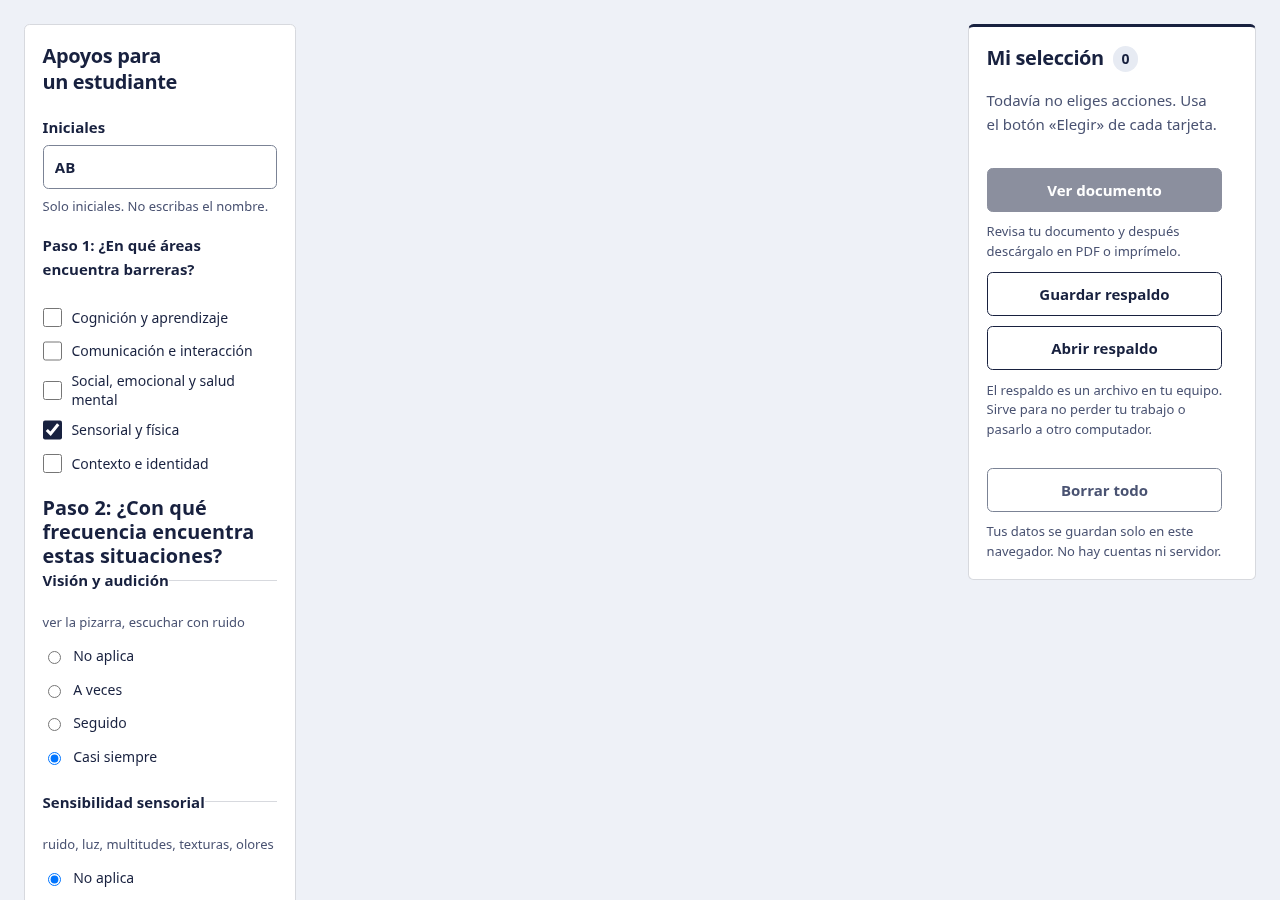 Apoyos para
un estudiante
Iniciales
AB
Solo iniciales. No escribas el nombre.
Paso 1: ¿En qué áreas
encuentra barreras?
Cognición y aprendizaje
Comunicación e interacción
Social, emocional y salud
mental
Sensorial y física
Contexto e identidad
Paso 2: ¿Con qué
frecuencia encuentra
estas situaciones?
Visión y audición
ver la pizarra, escuchar con ruido
No aplica
A veces
Seguido
Casi siempre
Sensibilidad sensorial
ruido, luz, multitudes, texturas, olores
No aplica
Mi selección 0
Todavía no eliges acciones. Usa
el botón «Elegir» de cada tarjeta.
Ver documento
Revisa tu documento y después
descárgalo en PDF o imprímelo.
Guardar respaldo
Abrir respaldo
El respaldo es un archivo en tu equipo.
Sirve para no perder tu trabajo o
pasarlo a otro computador.
Borrar todo
Tus datos se guardan solo en este
navegador. No hay cuentas ni servidor.